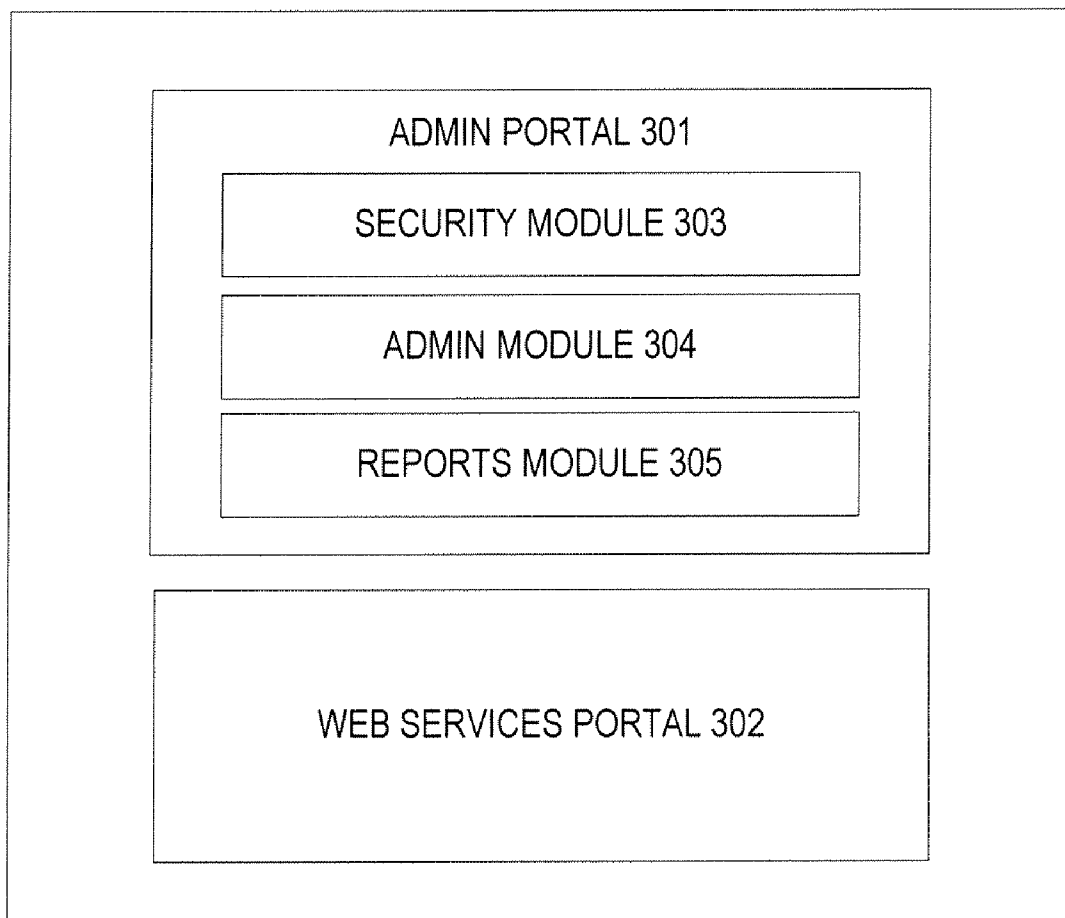 ADMIN PORTAL 301
SECURITY MODULE 303
ADMIN MODULE 304
REPORTS MODULE 305
WEB SERVICES PORTAL 302